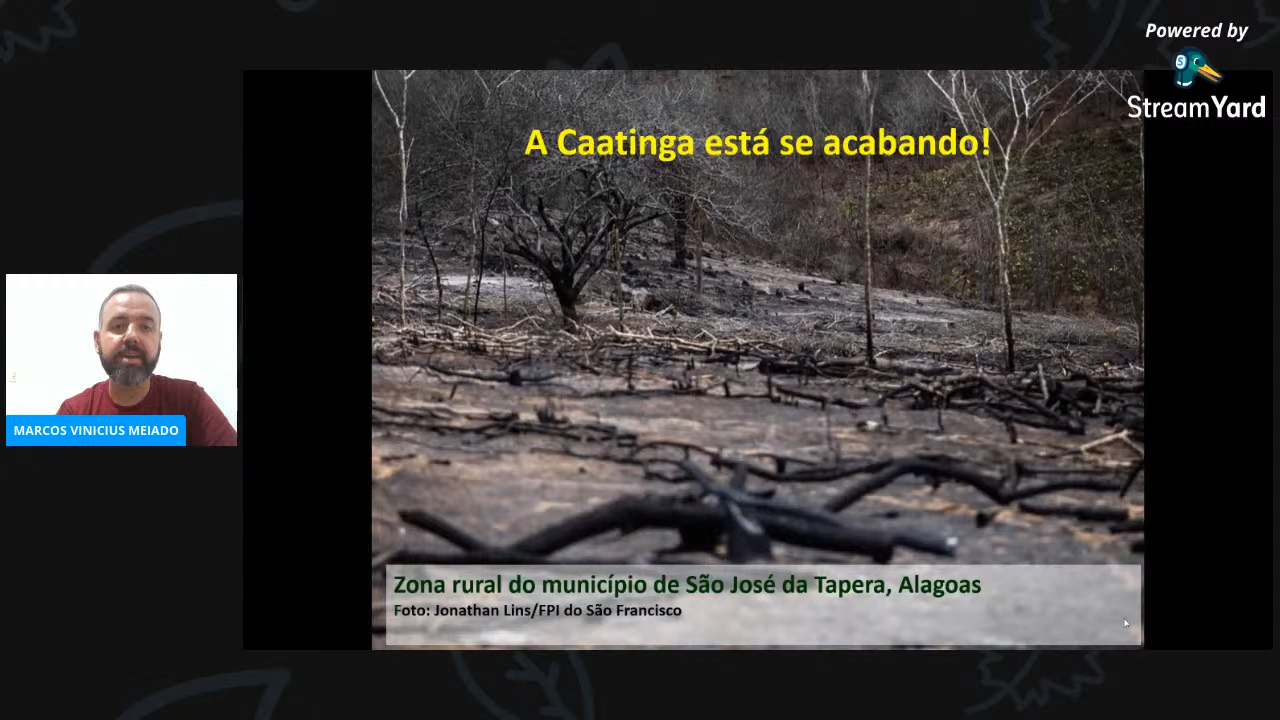 Powered by
StreamYard
A Caatinga está se acabando!
MARCOS VINICIUS MEIADO
Zona rural do município de São José da Tapera, Alagoas
Foto: Jonathan Lins/FPI do São Francisco